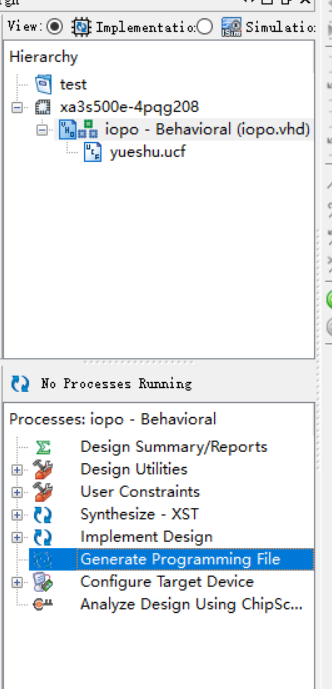 View: Implementatio: Simulatio:
Hierarchy
test
xa3s500e-4pqg208
iopo - Behavioral (iopo.vhd)
yueshu.ucf
No Processes Running
Processes: iopo - Behavioral
Design Summary/Reports
Design Utilities
User Constraints
Synthesize - XST
Implement Design
Generate Programming File
Configure Target Device
Analyze Design Using ChipSc...